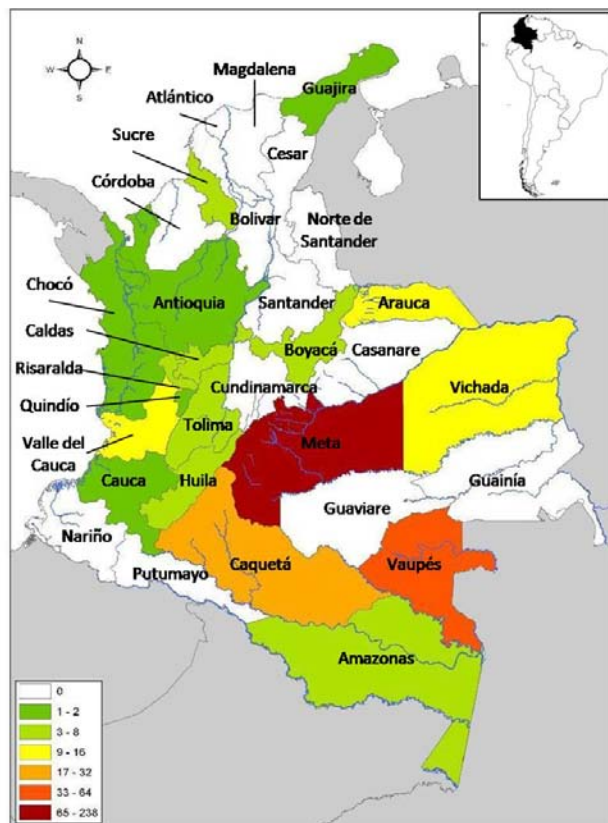 N
W
E
S
Magdalena
Guajira
Atlántico
Sucre
Cesar
Córdoba
Bolivar
Norte de
Santander
Chocó
Antioquia
Santander
Arauca
Caldas
Boyacá
Casanare
Risaralda
Cundinamarca
Vichada
Quindío
Tolima
Meta
Valle del
Cauca
Cauca
Huila
Guainía
Guaviare
Nariño
Caquetá
Vaupés
Putumayo
Amazonas
0
1 - 2
3 - 8
9 - 16
17 - 32
33 - 64
65 - 238